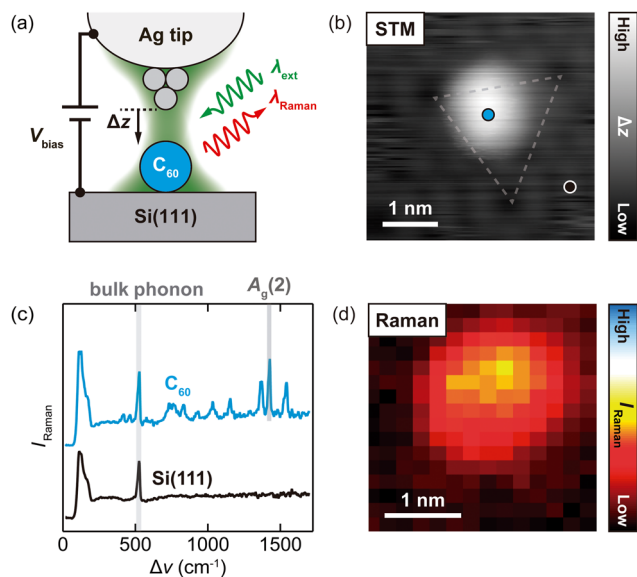 (a)
Ag tip
λext
λRaman
Δz
Vbias
C60
Si(111)
(b)
STM
1 nm
High
Δz
Low
(c)
bulk phonon
Ag(2)
C60
Si(111)
IRaman
0 500 1000 1500
Δν (cm-1)
(d)
Raman
1 nm
High
IRaman
Low